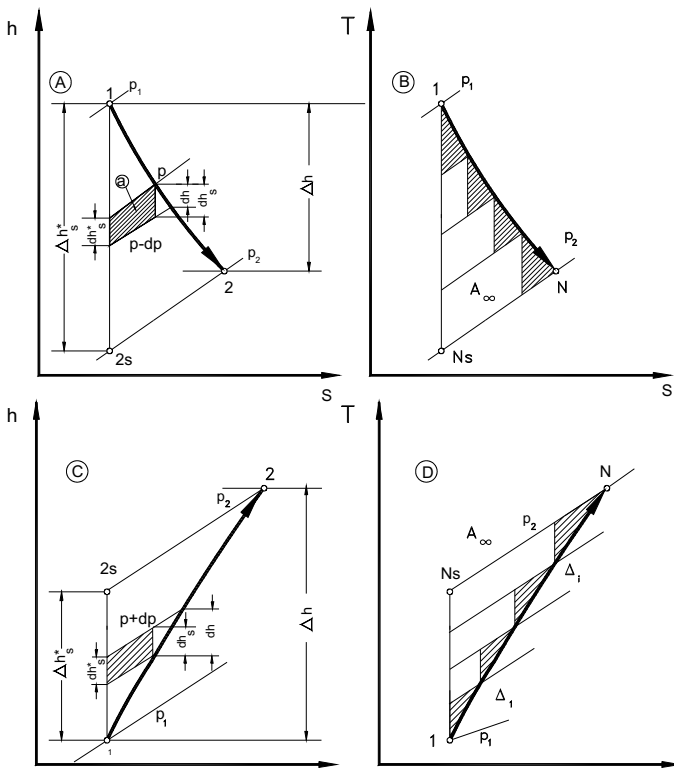 h
A
1
p1
a
p
dh
dhs
Δh
Δh*s
dh*s
p-dp
p2
2
2s
S
T
B
1
p1
p2
A∞
N
Ns
S
h
C
2
p2
2s
p+dp
dhs
dh
Δh
Δh*s
dh*s
p1
1
S
T
D
N
p2
A∞
Ns
Δi
Δ1
1
p1